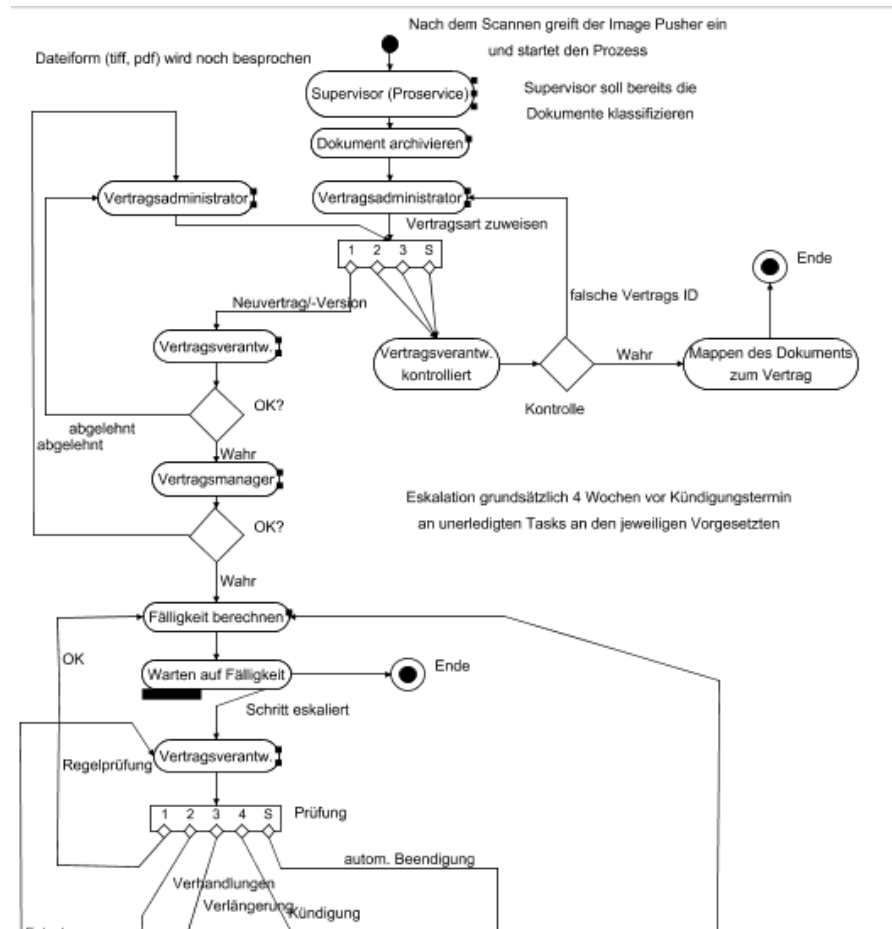 Nach dem Scannen greift der Image Pusher ein
und startet den Prozess
Dateiform (tiff, pdf) wird noch besprochen
Supervisor (Proservice)
Supervisor soll bereits die
Dokumente klassifizieren
Dokument archivieren
Vertragsadministrator
Vertragsadministrator
Vertragsart zuweisen
1 2 3 S
Ende
Neuvertrag/-Version
falsche Vertrags ID
Vertragsverantw.
Vertragsverantw.
kontrolliert
Wahr
Mappen des Dokuments
zum Vertrag
Kontrolle
OK?
abgelehnt
abgelehnt
Wahr
Vertragsmanager
Eskalation grundsätzlich 4 Wochen vor Kündigungstermin
an unerledigten Tasks an den jeweiligen Vorgesetzten
OK?
Wahr
Fälligkeit berechnen
OK
Warten auf Fälligkeit
Ende
Schritt eskaliert
Vertragsverantw.
Regelprüfung
1 2 3 4 S
Prüfung
autom. Beendigung
Verhandlungen
Verlängerung
Kündigung